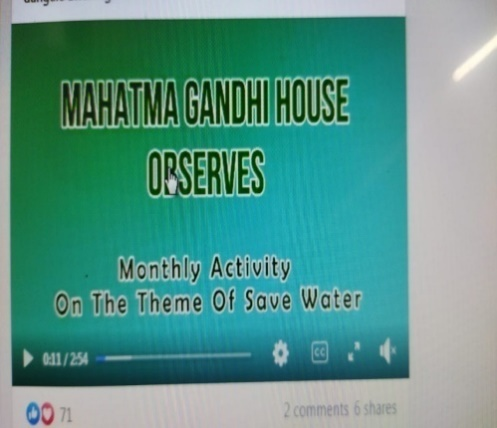 MAHATMA GANDHI HOUSE
OBSERVES
Monthly Activity
On The Theme Of Save Water
0:11 / 2:54
CC
71
2 comments 6 shares